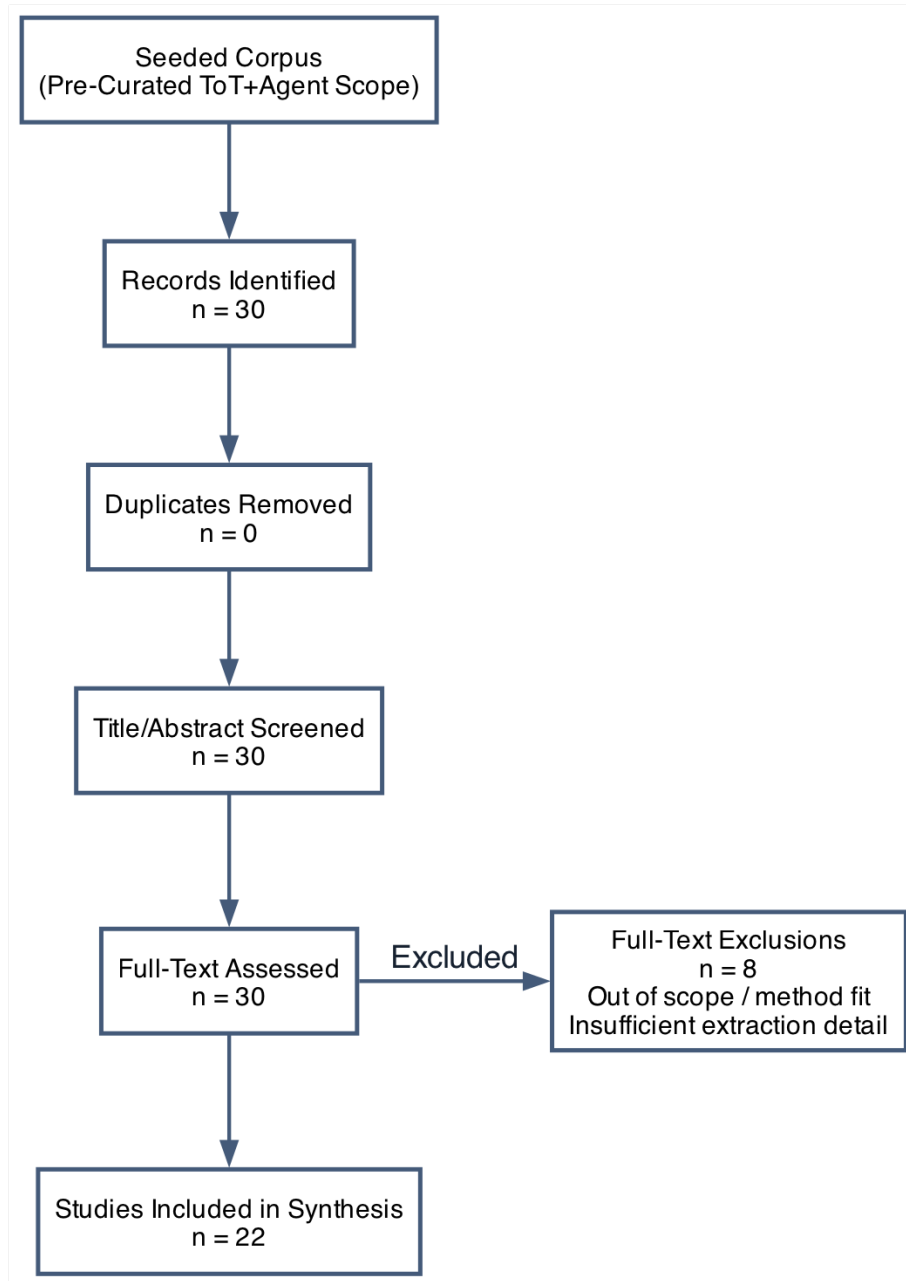 Seeded Corpus
(Pre-Curated ToT+Agent Scope)
Records Identified
n = 30
Duplicates Removed
n = 0
Title/Abstract Screened
n = 30
Full-Text Assessed
n = 30
Excluded
Full-Text Exclusions
n = 8
Out of scope / method fit
Insufficient extraction detail
Studies Included in Synthesis
n = 22